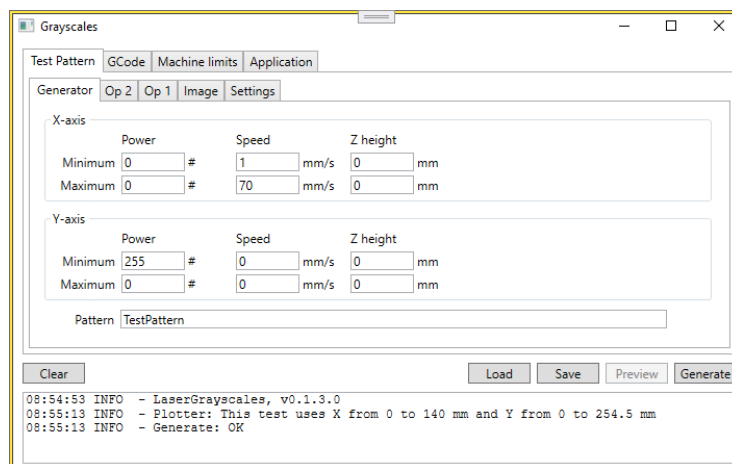 Grayscales
Test Pattern GCode Machine limits Application
Generator Op 2 Op 1 Image Settings
X-axis
Power Speed Z height
Minimum 0 # 1 mm/s 0 mm
Maximum 0 # 70 mm/s 0 mm
Y-axis
Power Speed Z height
Minimum 255 # 0 mm/s 0 mm
Maximum 0 # 0 mm/s 0 mm
Pattern TestPattern
Clear Load Save Preview Generate
08:54:53 INFO - LaserGrayscales, v0.1.3.0
08:55:13 INFO - Plotter: This test uses X from 0 to 140 mm and Y from 0 to 254.5 mm
08:55:13 INFO - Generate: OK